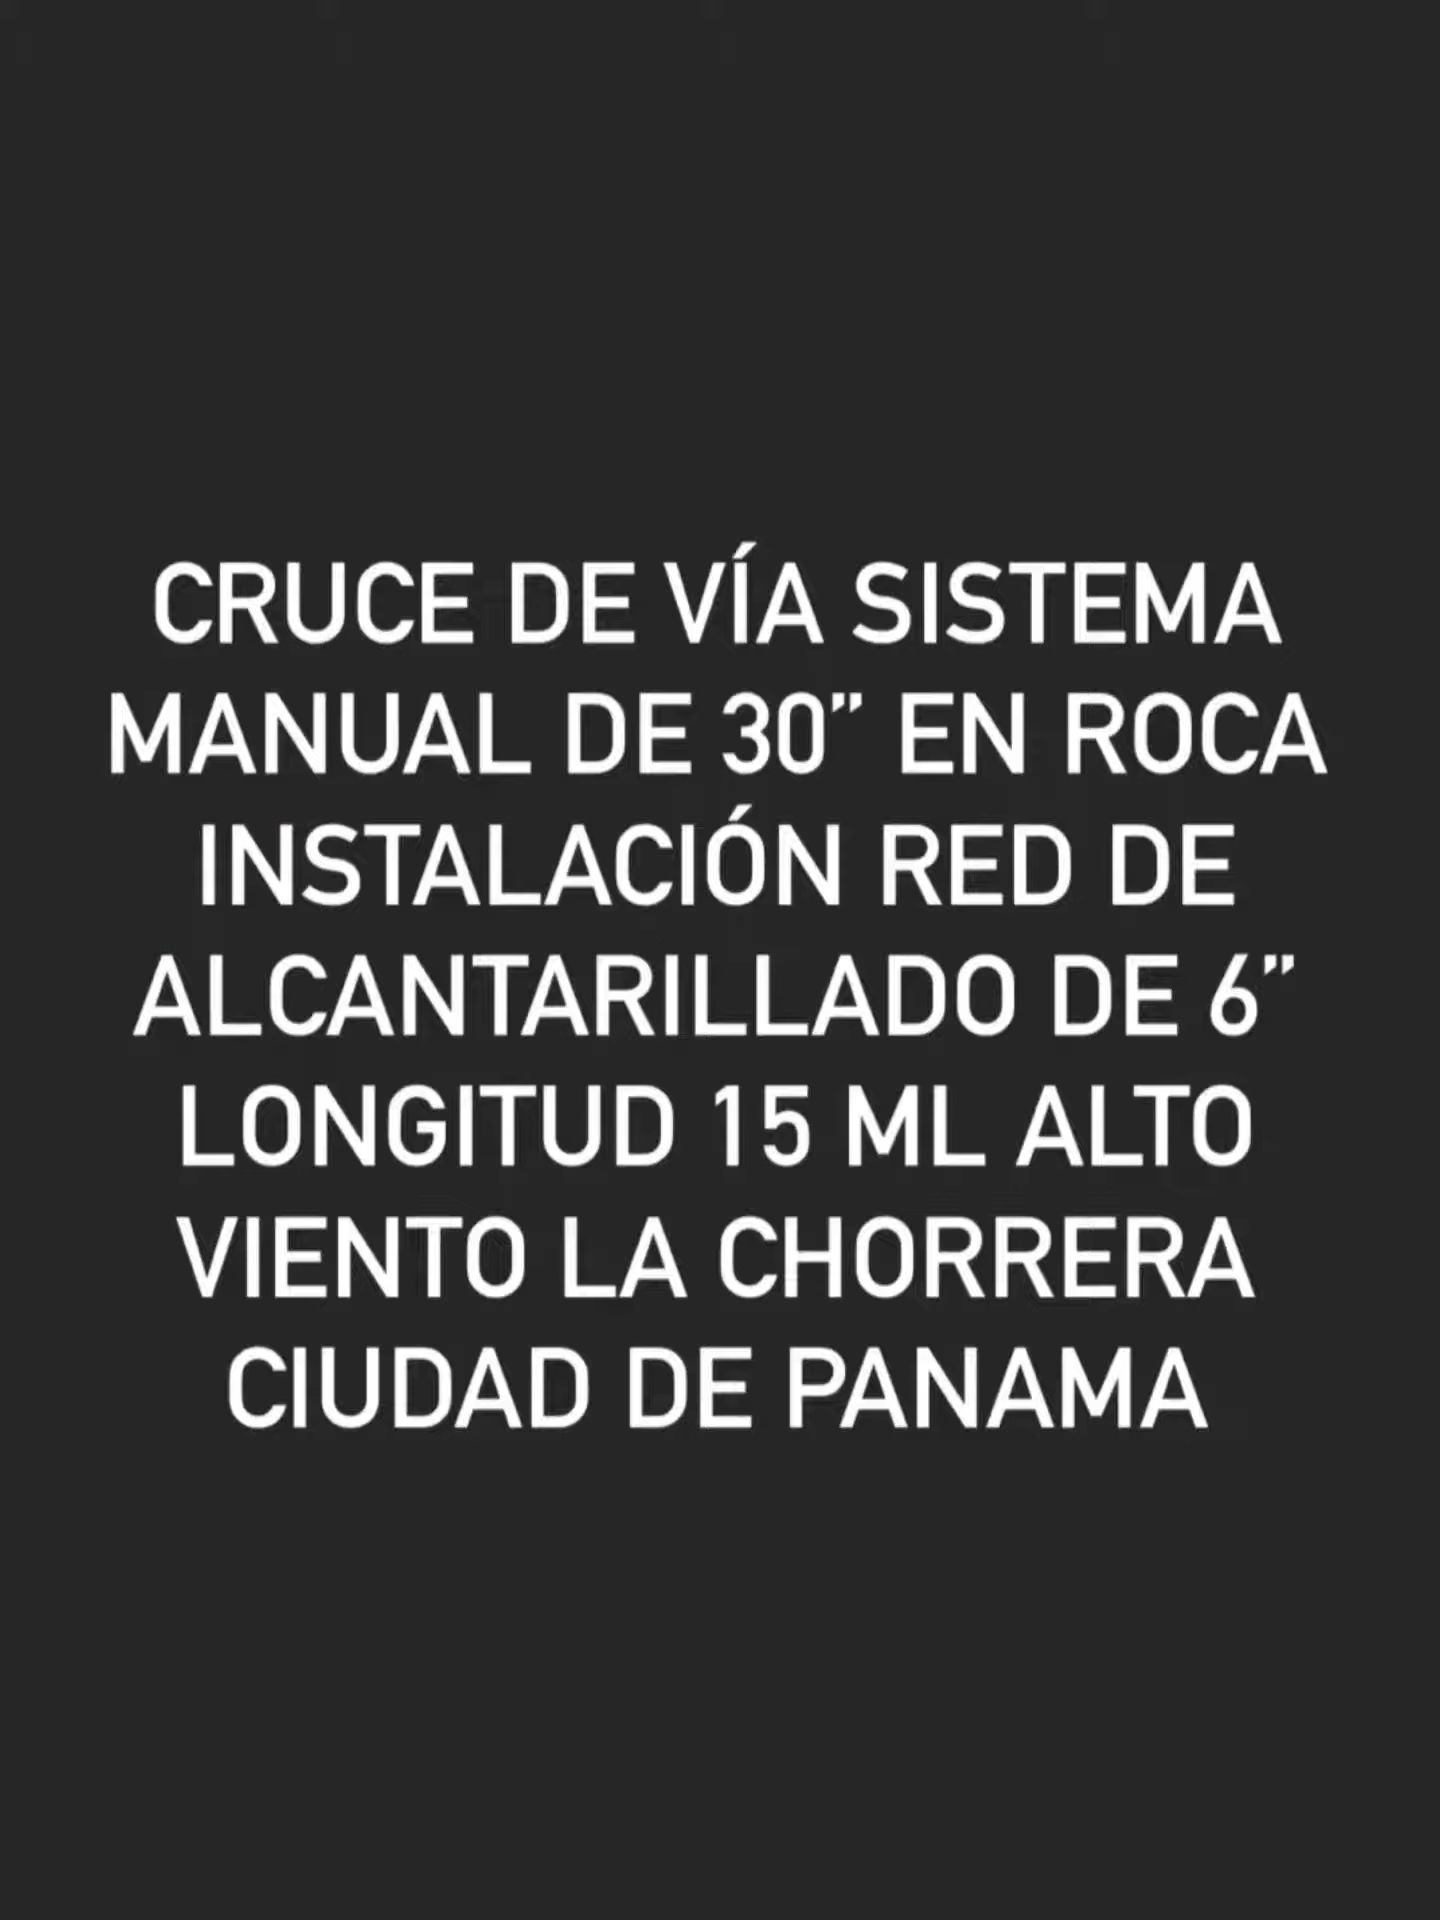 CRUCE DE VÍA SISTEMA
MANUAL DE 30” EN ROCA
INSTALACIÓN RED DE
ALCANTARILLADO DE 6”
LONGITUD 15 ML ALTO
VIENTO LA CHORRERA
CIUDAD DE PANAMA